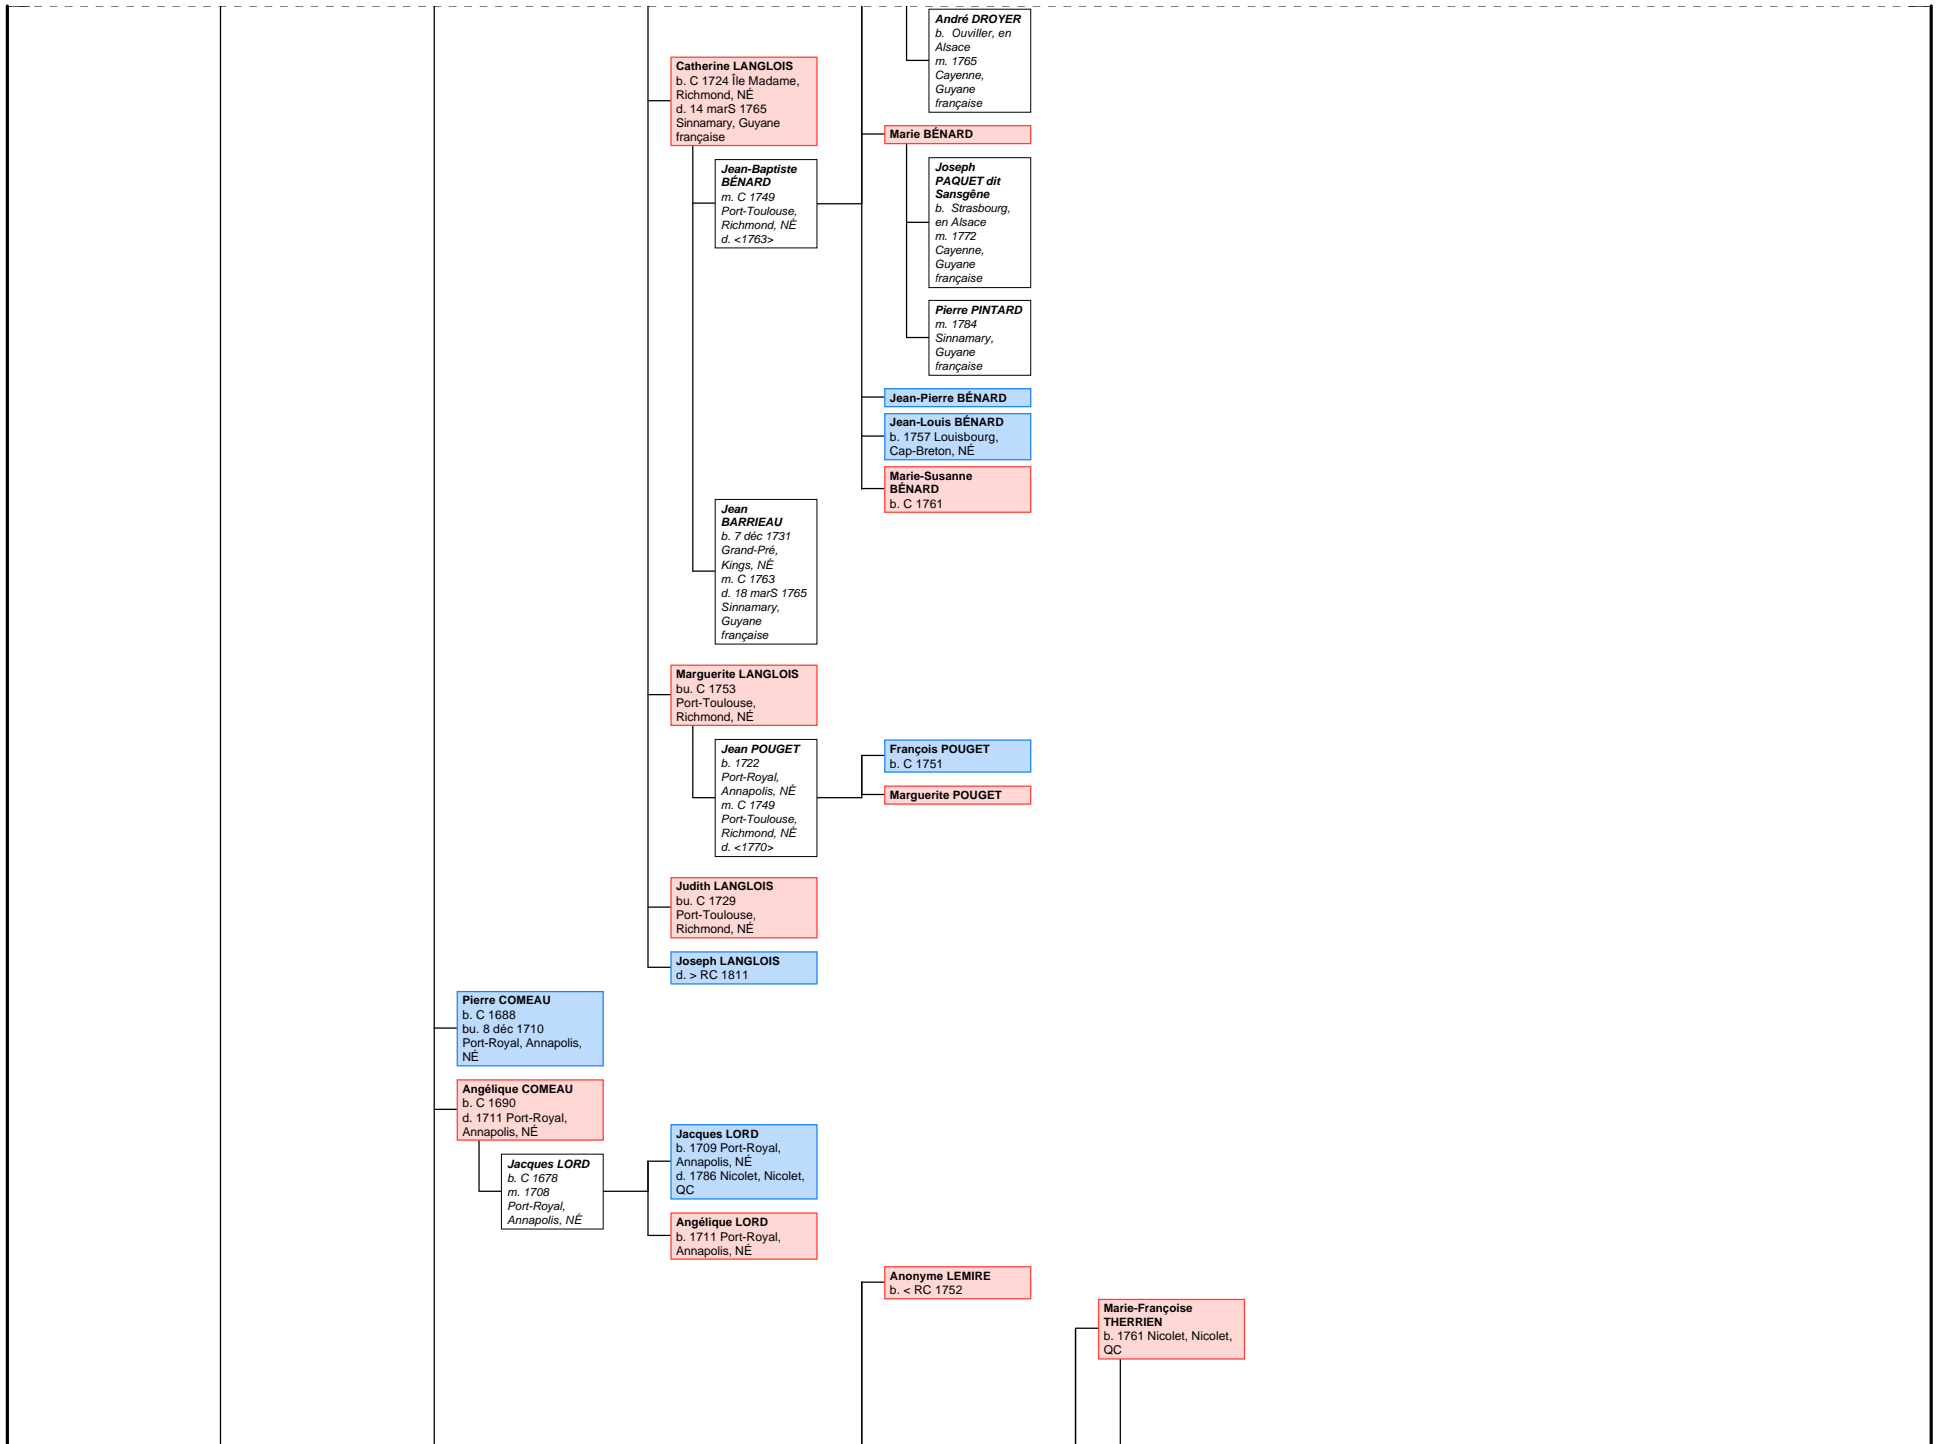 André DROYER
b.  Ouviller, en
Alsace
m. 1765
Cayenne,
Guyane
française
Catherine LANGLOIS
b. C 1724 Île Madame,
Richmond, NÉ
d. 14 marS 1765
Sinnamary, Guyane
française
Marie BÉNARD
Jean-Baptiste
BÉNARD
m. C 1749
Port-Toulouse,
Richmond, NÉ
d. <1763>
Joseph
PAQUET dit
Sansgêne
b.  Strasbourg,
en Alsace
m. 1772
Cayenne,
Guyane
française
Pierre PINTARD
m. 1784
Sinnamary,
Guyane
française
Jean-Pierre BÉNARD
Jean-Louis BÉNARD
b. 1757 Louisbourg,
Cap-Breton, NÉ
Marie-Susanne
BÉNARD
b. C 1761
Jean
BARRIEAU
b. 7 déc 1731
Grand-Pré,
Kings, NÉ
m. C 1763
d. 18 marS 1765
Sinnamary,
Guyane
française
Marguerite LANGLOIS
bu. C 1753
Port-Toulouse,
Richmond, NÉ
Jean POUGET
b. 1722
Port-Royal,
Annapolis, NÉ
m. C 1749
Port-Toulouse,
Richmond, NÉ
d. <1770>
François POUGET
b. C 1751
Marguerite POUGET
Judith LANGLOIS
bu. C 1729
Port-Toulouse,
Richmond, NÉ
Joseph LANGLOIS
d. > RC 1811
Pierre COMEAU
b. C 1688
bu. 8 déc 1710
Port-Royal, Annapolis,
NÉ
Angélique COMEAU
b. C 1690
d. 1711 Port-Royal,
Annapolis, NÉ
Jacques LORD
b. C 1678
m. 1708
Port-Royal,
Annapolis, NÉ
Jacques LORD
b. 1709 Port-Royal,
Annapolis, NÉ
d. 1786 Nicolet, Nicolet,
QC
Angélique LORD
b. 1711 Port-Royal,
Annapolis, NÉ
Anonyme LEMIRE
b. < RC 1752
Marie-Françoise
THERRIEN
b. 1761 Nicolet, Nicolet,
QC